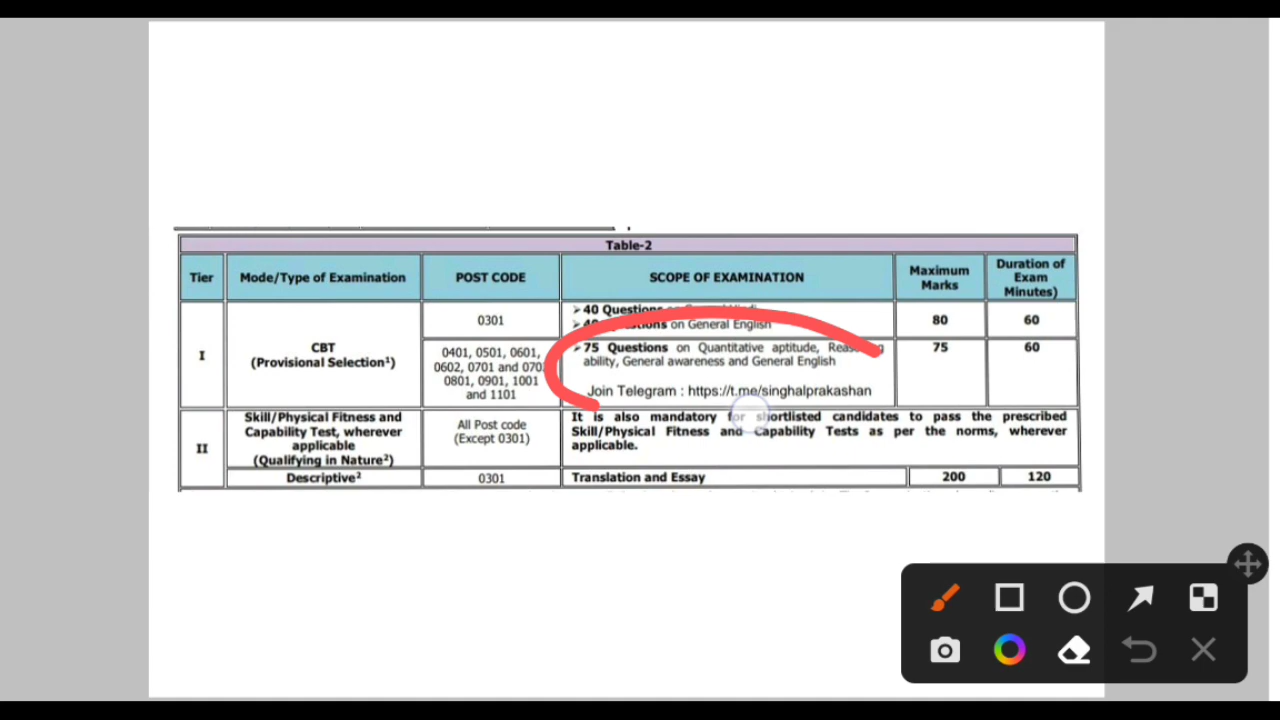 Table-2
Tier Mode/Type of Examination POST CODE SCOPE OF EXAMINATION Maximum Marks Duration of Exam Minutes)
I
CBT
(Provisional Selection¹)
0301
➢40 Questions
Questions on General English
80
60
0401, 0501, 0601,
0602, 0701 and
0801, 0901, 1001
and 1101
➢75 Questions on Quantitative aptitude,
ability, General awareness and General English
Join Telegram : https://t.me/singhalprakashan
75
60
II
Skill/Physical Fitness and
Capability Test, wherever
applicable
(Qualifying in Nature²)
All Post code
(Except 0301)
It is also mandatory for shortlisted candidates to pass the prescribed
Skill/Physical Fitness and Capability Tests as per the norms, wherever
applicable.
Descriptive²
0301
Translation and Essay
200
120